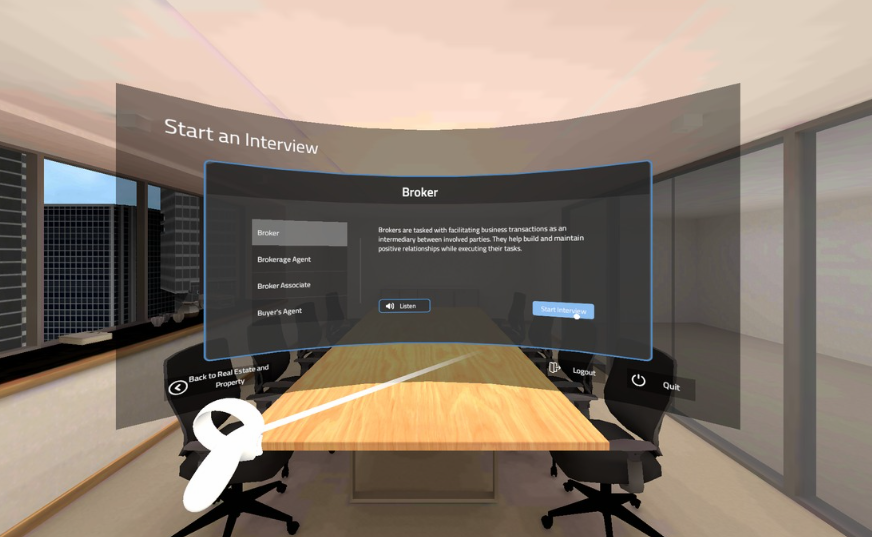 Start an Interview
Broker
Broker
Brokerage Agent
Broker Associate
Buyer's Agent
Brokers are tasked with facilitating business transactions as an
intermediary between involved parties. They help build and maintain
positive relationships while executing their tasks.
Listen
Start Interview
Back to Real Estate and
Property
Logout
Quit